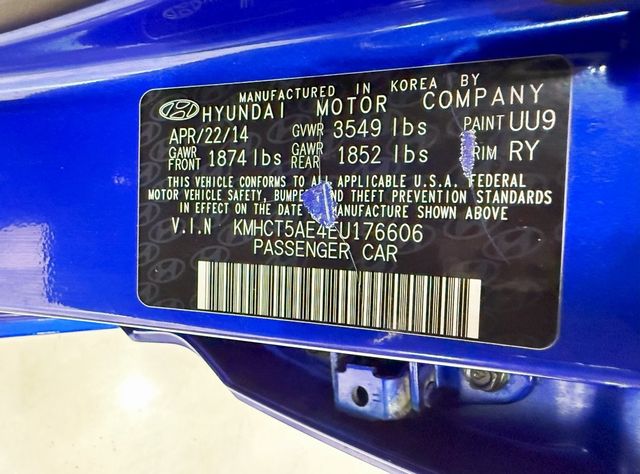 MANUFACTURED IN KOREA BY
HYUNDAI MOTOR COMPANY
APR/22/14 GVWR 3549 lbs PAINT UU9
GAWR FRONT 1874 lbs GAWR REAR 1852 lbs TRIM RY
THIS VEHICLE CONFORMS TO ALL APPLICABLE U.S.A. FEDERAL
MOTOR VEHICLE SAFETY, BUMPER AND THEFT PREVENTION STANDARDS
IN EFFECT ON THE DATE OF MANUFACTURE SHOWN ABOVE
V.I.N KMHCT5AE4EU176606
PASSENGER CAR